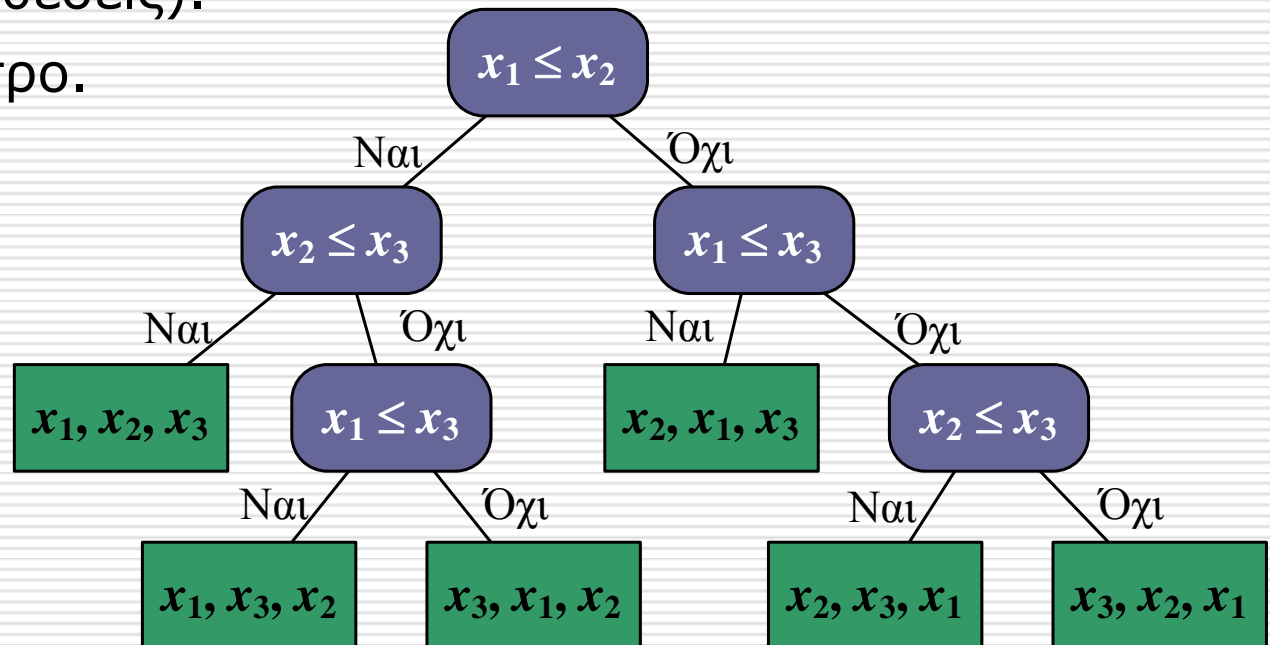 x₁ ≤ x₂
Ναι Όχι
x₂ ≤ x₃ x₁ ≤ x₃
Ναι Όχι Ναι Όχι
x₁, x₂, x₃ x₁ ≤ x₃ x₂, x₁, x₃ x₂ ≤ x₃
Ναι Όχι Ναι Όχι
x₁, x₃, x₂ x₃, x₁, x₂ x₂, x₃, x₁ x₃, x₂, x₁